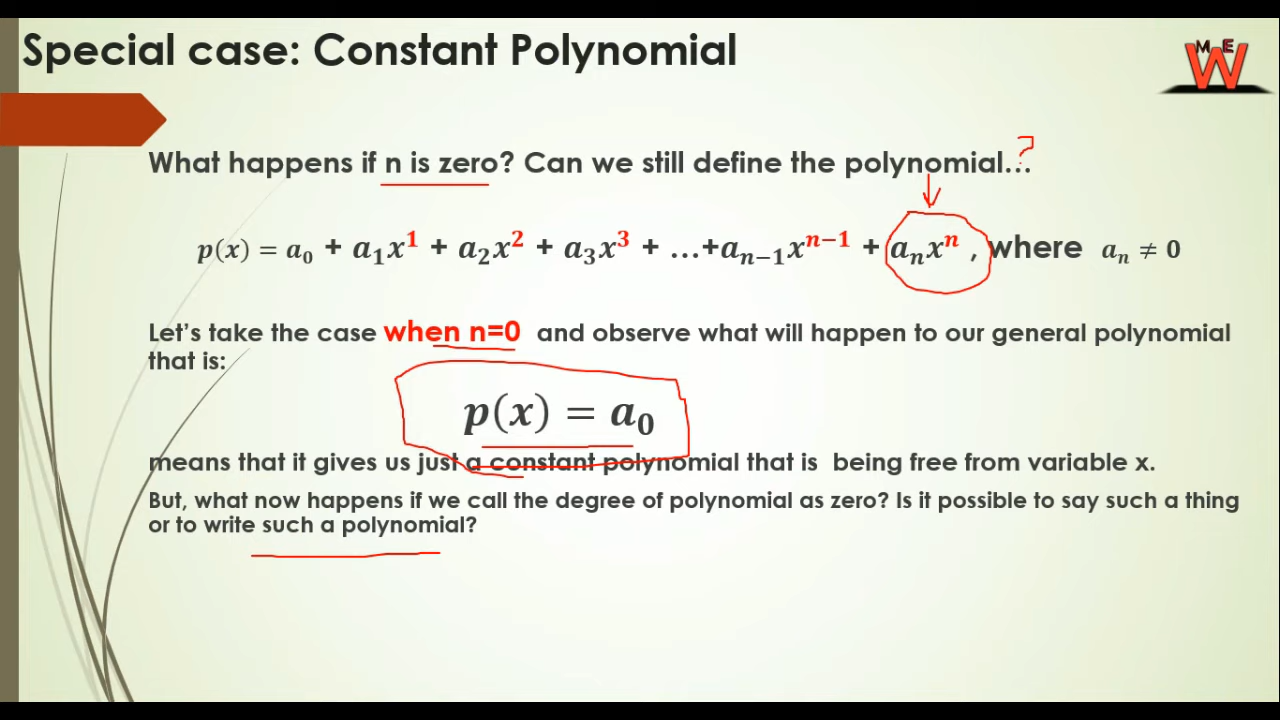 Special case: Constant Polynomial
M E
W
What happens if n is zero? Can we still define the polynomial...?
p(x) = a₀ + a₁x¹ + a₂x² + a₃x³ + ...+aₙ₋₁xⁿ⁻¹ + aₙxⁿ , where aₙ ≠ 0
Let’s take the case when n=0 and observe what will happen to our general polynomial
that is:
p(x) = a₀
means that it gives us just a constant polynomial that is being free from variable x.
But, what now happens if we call the degree of polynomial as zero? Is it possible to say such a thing
or to write such a polynomial?